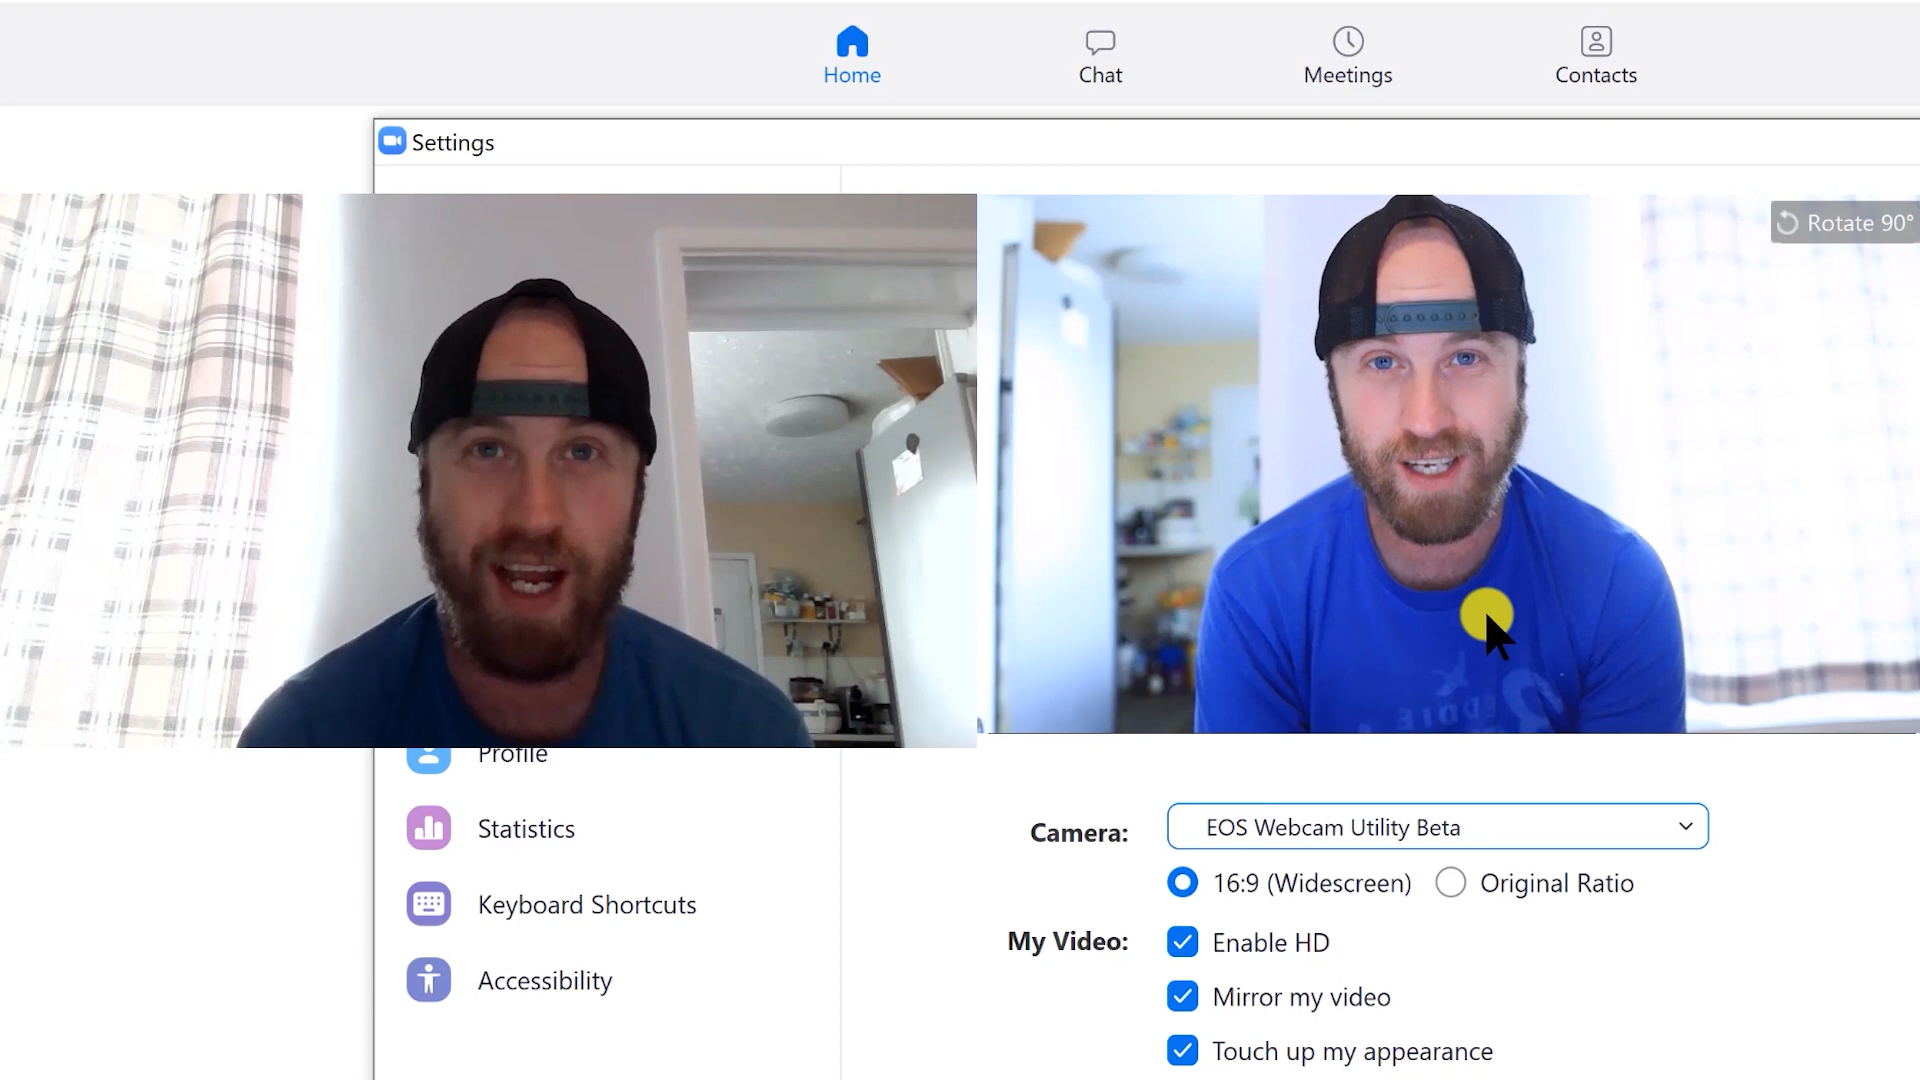 Home
Chat
Meetings
Contacts
Settings
Rotate 90°
Profile
Statistics
Keyboard Shortcuts
Accessibility
Camera:
EOS Webcam Utility Beta
16:9 (Widescreen)
Original Ratio
My Video:
Enable HD
Mirror my video
Touch up my appearance